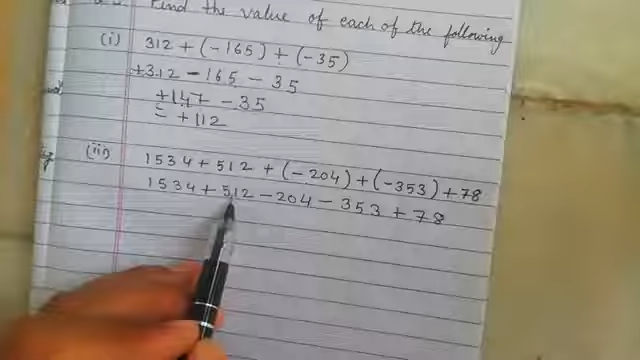 Find the value of each of the following
(i) 312 + (-165) + (-35)
+312 - 165 - 35
+147 - 35
= +112
(ii) 1534 + 512 + (-204) + (-353) + 78
1534 + 512 - 204 - 353 + 78